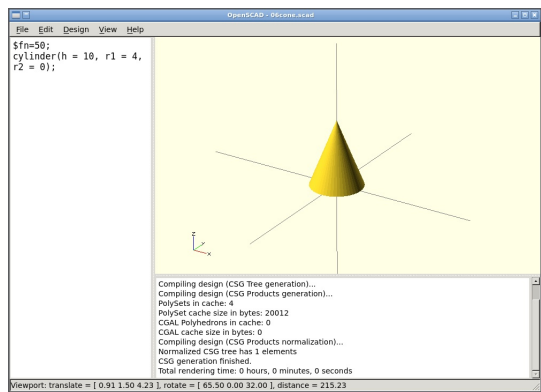 OpenSCAD - 06cone.scad
File Edit Design View Help
$fn=50;
cylinder(h = 10, r1 = 4,
r2 = 0);
z
y
x
Compiling design (CSG Tree generation)...
Compiling design (CSG Products generation)...
PolySets in cache: 4
PolySet cache size in bytes: 20012
CGAL Polyhedrons in cache: 0
CGAL cache size in bytes: 0
Compiling design (CSG Products normalization)...
Normalized CSG tree has 1 elements
CSG generation finished.
Total rendering time: 0 hours, 0 minutes, 0 seconds
Viewport: translate = [ 0.91 1.50 4.23 ], rotate = [ 65.50 0.00 32.00 ], distance = 215.23